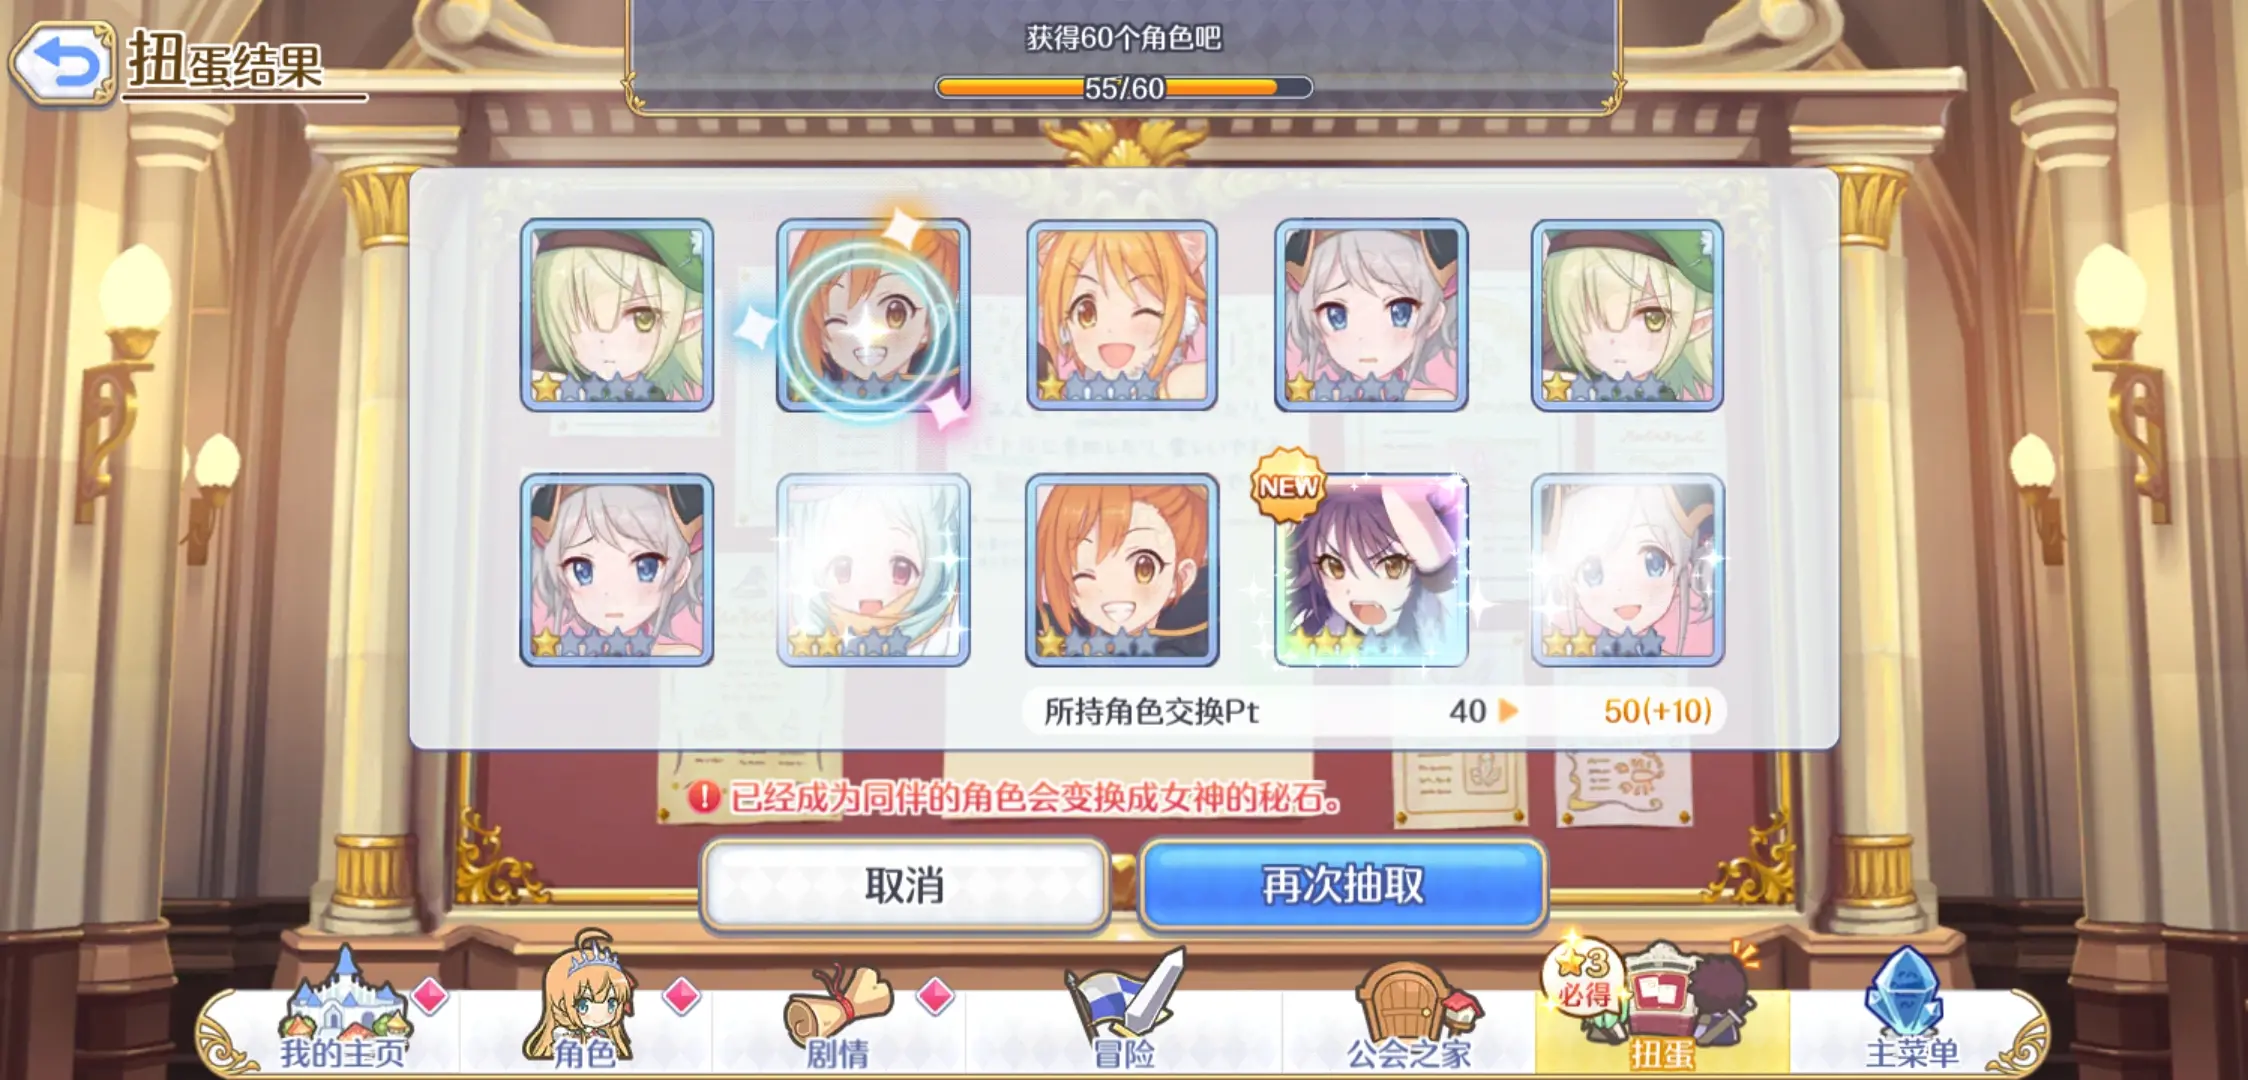 扭蛋结果
获得60个角色吧
55/60
NEW
所持角色交换Pt 40 50(+10)
已经成为同伴的角色会变换成女神的秘石。
取消
再次抽取
3
必得
我的主页
角色
剧情
冒险
公会之家
扭蛋
主菜单